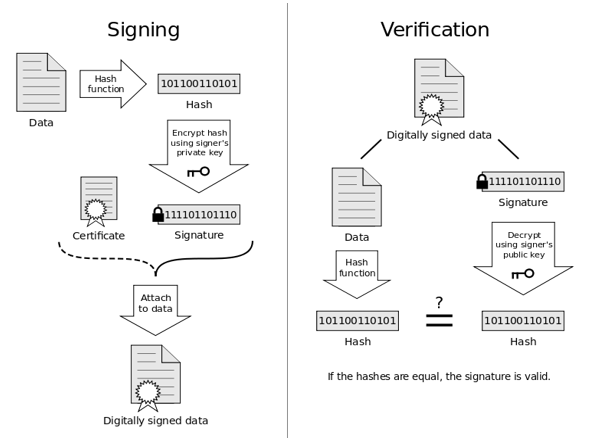 Signing
Data
Hash
function
101100110101
Hash
Encrypt hash
using signer's
private key
Certificate
111101101110
Signature
Attach
to data
Digitally signed data
Verification
Digitally signed data
Data
Hash
function
101100110101
Hash
111101101110
Signature
Decrypt
using signer's
public key
101100110101
Hash
?
=
If the hashes are equal, the signature is valid.